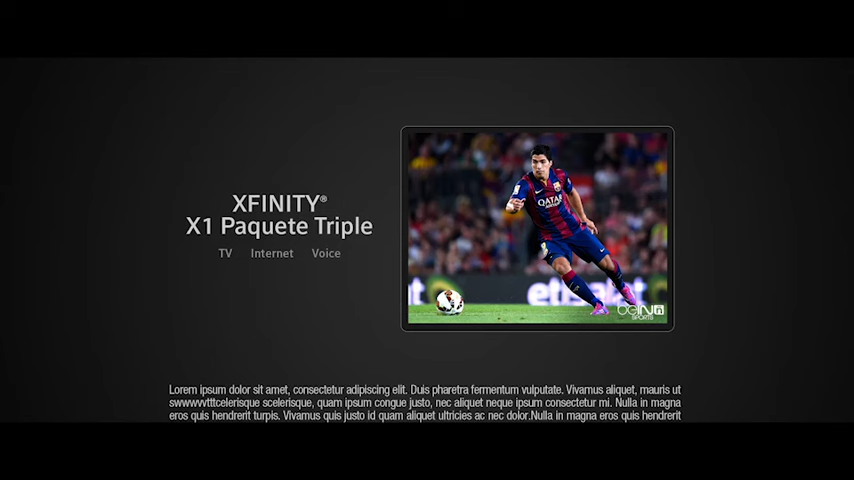 XFINITY®
X1 Paquete Triple
TV Internet Voice
QATAR
etisalat
beIN
SPORTS
Lorem ipsum dolor sit amet, consectetur adipiscing elit. Duis pharetra fermentum vulputate. Vivamus aliquet, mauris ut
swwwvvtttcelerisque scelerisque, quam ipsum congue justo, nec aliquet neque ipsum consectetur mi. Nulla in magna
eros quis hendrerit turpis. Vivamus quis justo id quam aliquet ultricies ac nec dolor.Nulla in magna eros quis hendrerit